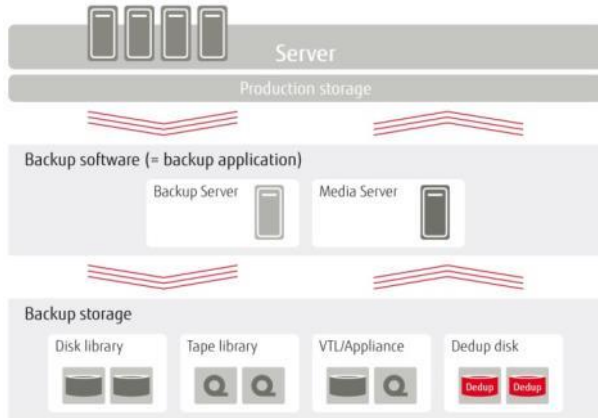 Server
Production storage
Backup software (= backup application)
Backup Server
Media Server
Backup storage
Disk library
Tape library
VTL/Appliance
Dedup disk
Dedup
Dedup